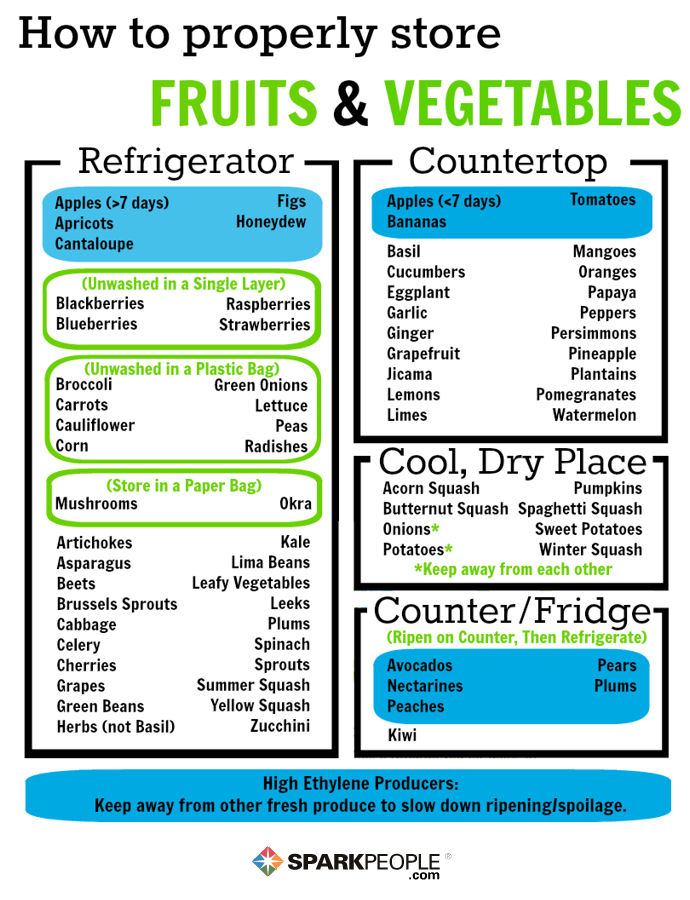 How to properly store
FRUITS & VEGETABLES
Refrigerator
Apples (>7 days) Figs
Apricots Honeydew
Cantaloupe
(Unwashed in a Single Layer)
Blackberries Raspberries
Blueberries Strawberries
(Unwashed in a Plastic Bag)
Broccoli Green Onions
Carrots Lettuce
Cauliflower Peas
Corn Radishes
(Store in a Paper Bag)
Mushrooms Okra
Artichokes Kale
Asparagus Lima Beans
Beets Leafy Vegetables
Brussels Sprouts Leeks
Cabbage Plums
Celery Spinach
Cherries Sprouts
Grapes Summer Squash
Green Beans Yellow Squash
Herbs (not Basil) Zucchini
Countertop
Apples (<7 days) Tomatoes
Bananas
Basil Mangoes
Cucumbers Oranges
Eggplant Papaya
Garlic Peppers
Ginger Persimmons
Grapefruit Pineapple
Jicama Plantains
Lemons Pomegranates
Limes Watermelon
Cool, Dry Place
Acorn Squash Pumpkins
Butternut Squash Spaghetti Squash
Onions* Sweet Potatoes
Potatoes* Winter Squash
*Keep away from each other
Counter/Fridge
(Ripen on Counter, Then Refrigerate)
Avocados Pears
Nectarines Plums
Peaches
Kiwi
High Ethylene Producers:
Keep away from other fresh produce to slow down ripening/spoilage.
SPARKPEOPLE®
.com